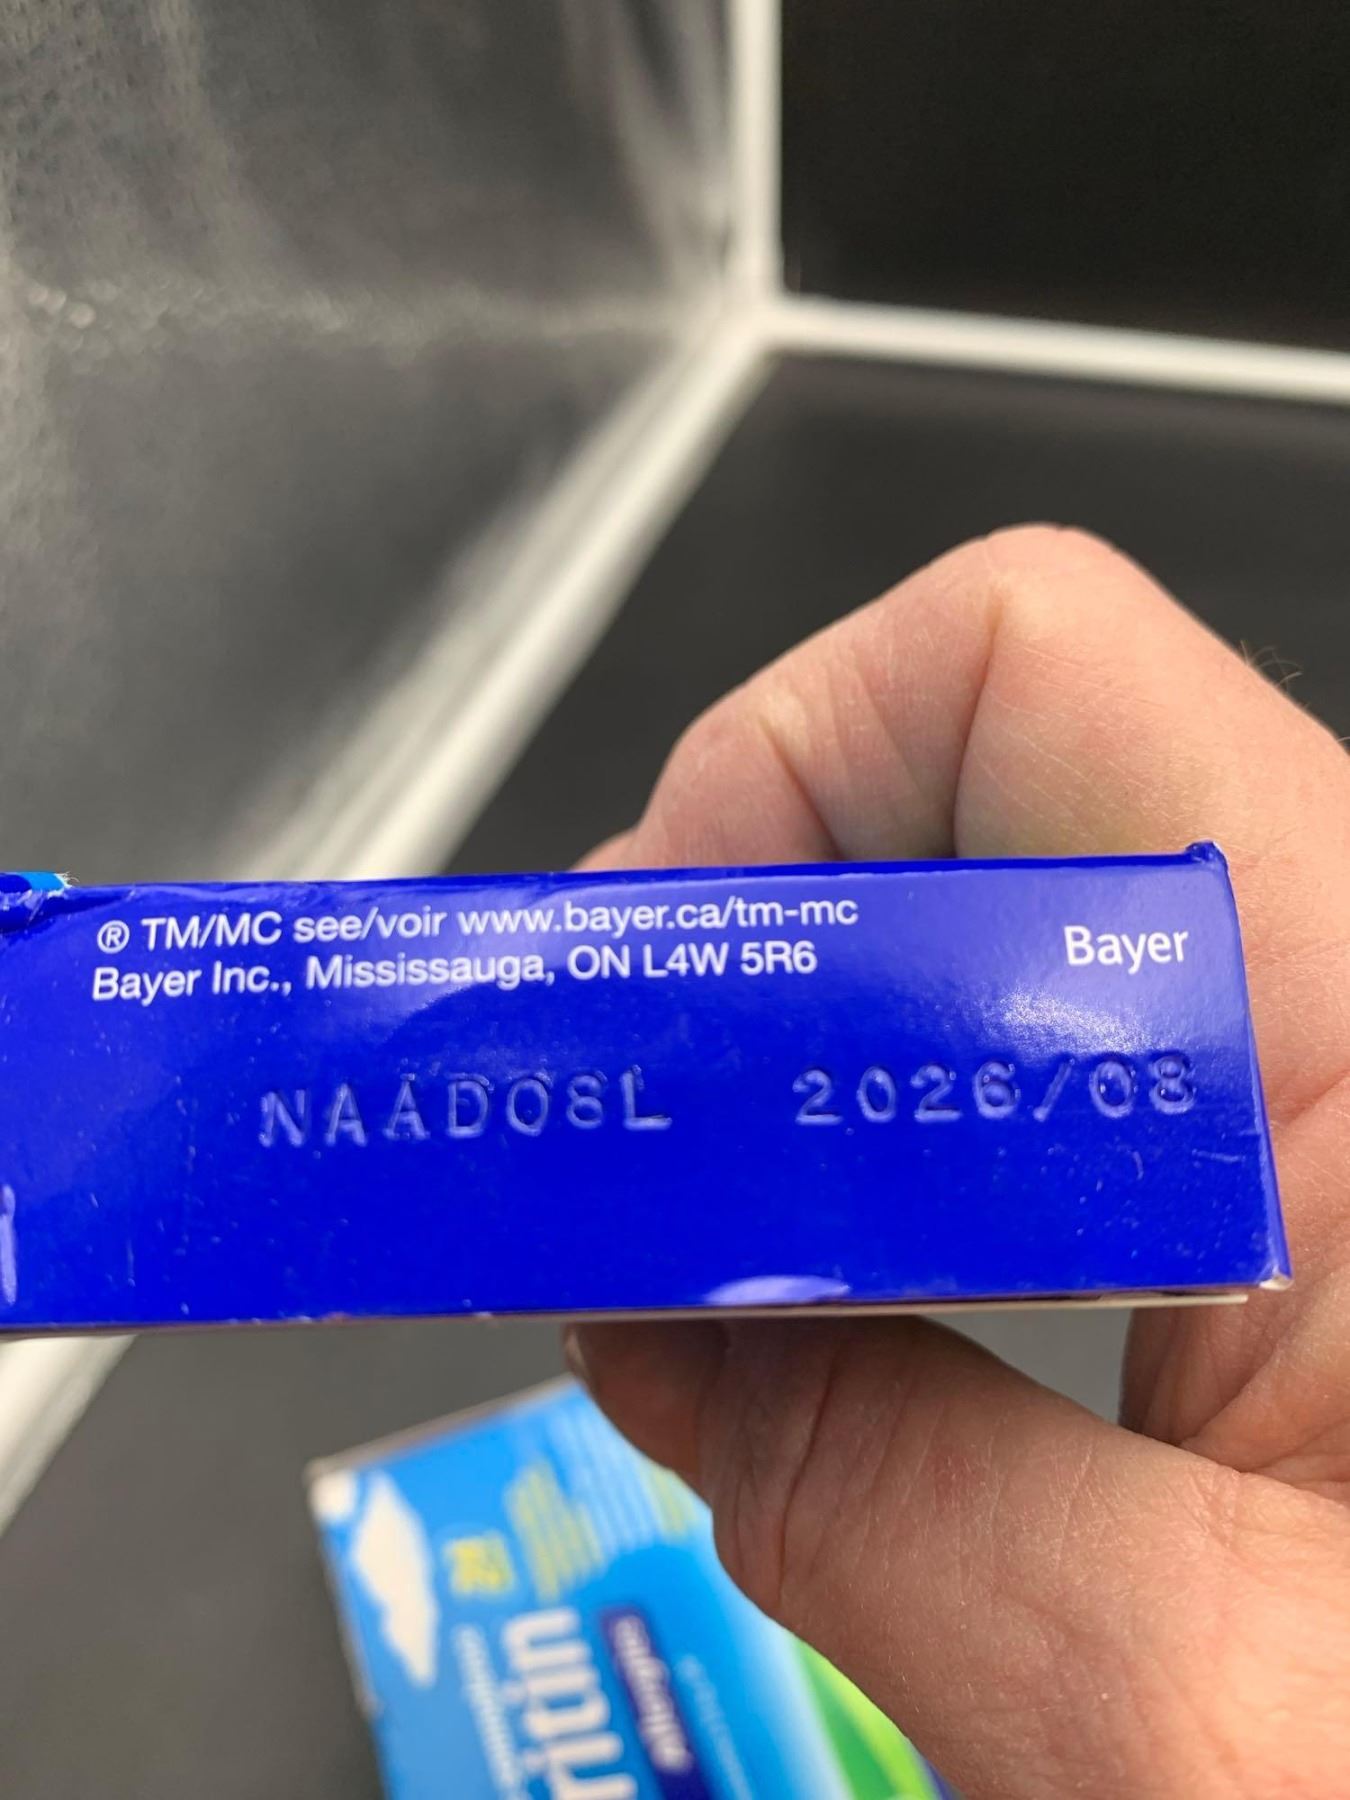 ® TM/MC see/voir www.bayer.ca/tm-mc
Bayer Inc., Mississauga, ON L4W 5R6
Bayer
NAAD08L 2026/08